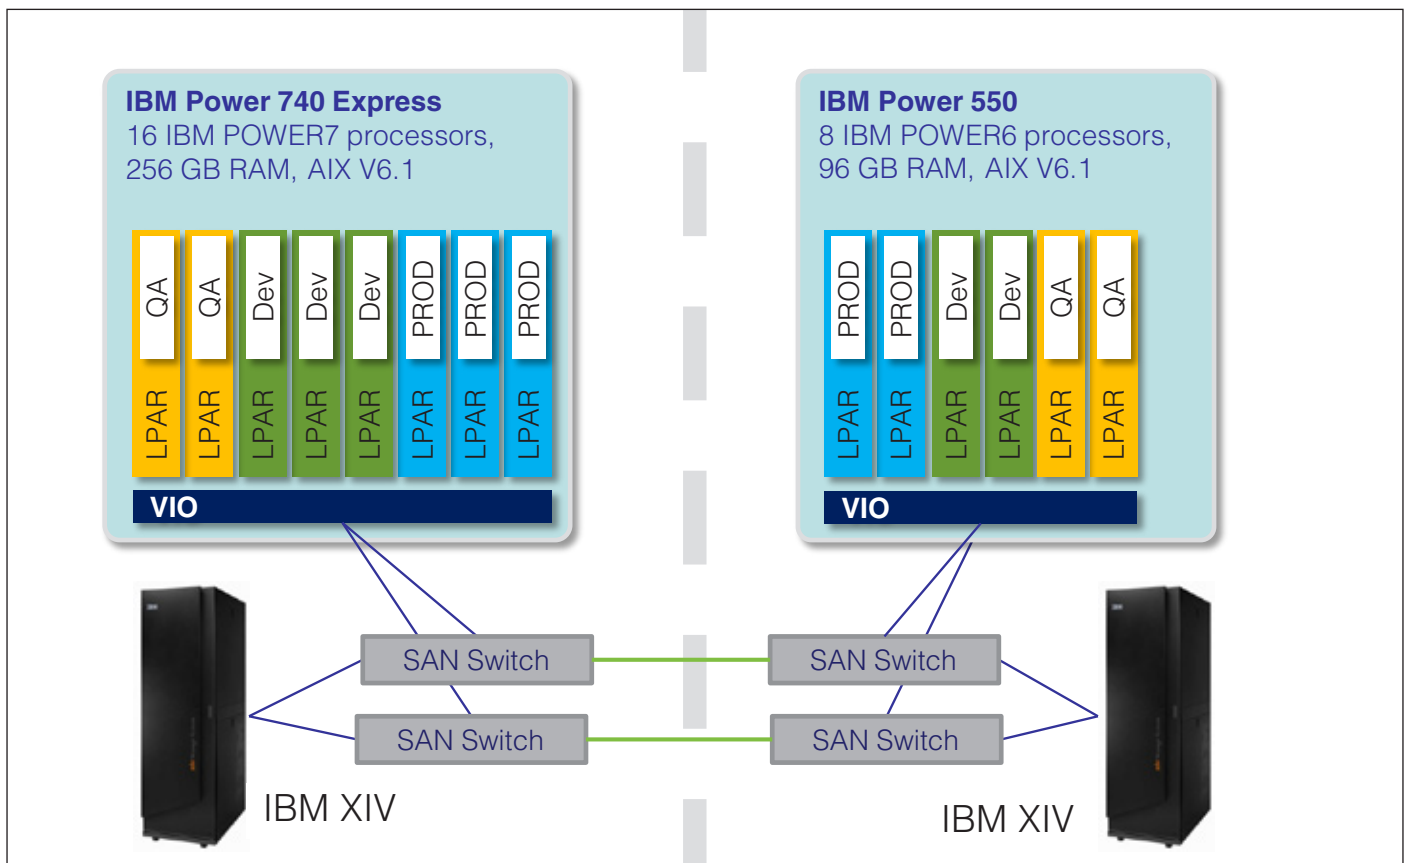 IBM Power 740 Express
16 IBM POWER7 processors,
256 GB RAM, AIX V6.1
QA
QA
Dev
Dev
Dev
PROD
PROD
PROD
LPAR
LPAR
LPAR
LPAR
LPAR
LPAR
LPAR
LPAR
VIO
IBM Power 550
8 IBM POWER6 processors,
96 GB RAM, AIX V6.1
PROD
PROD
Dev
Dev
QA
QA
LPAR
LPAR
LPAR
LPAR
LPAR
LPAR
VIO
SAN Switch
SAN Switch
SAN Switch
SAN Switch
IBM XIV
IBM XIV